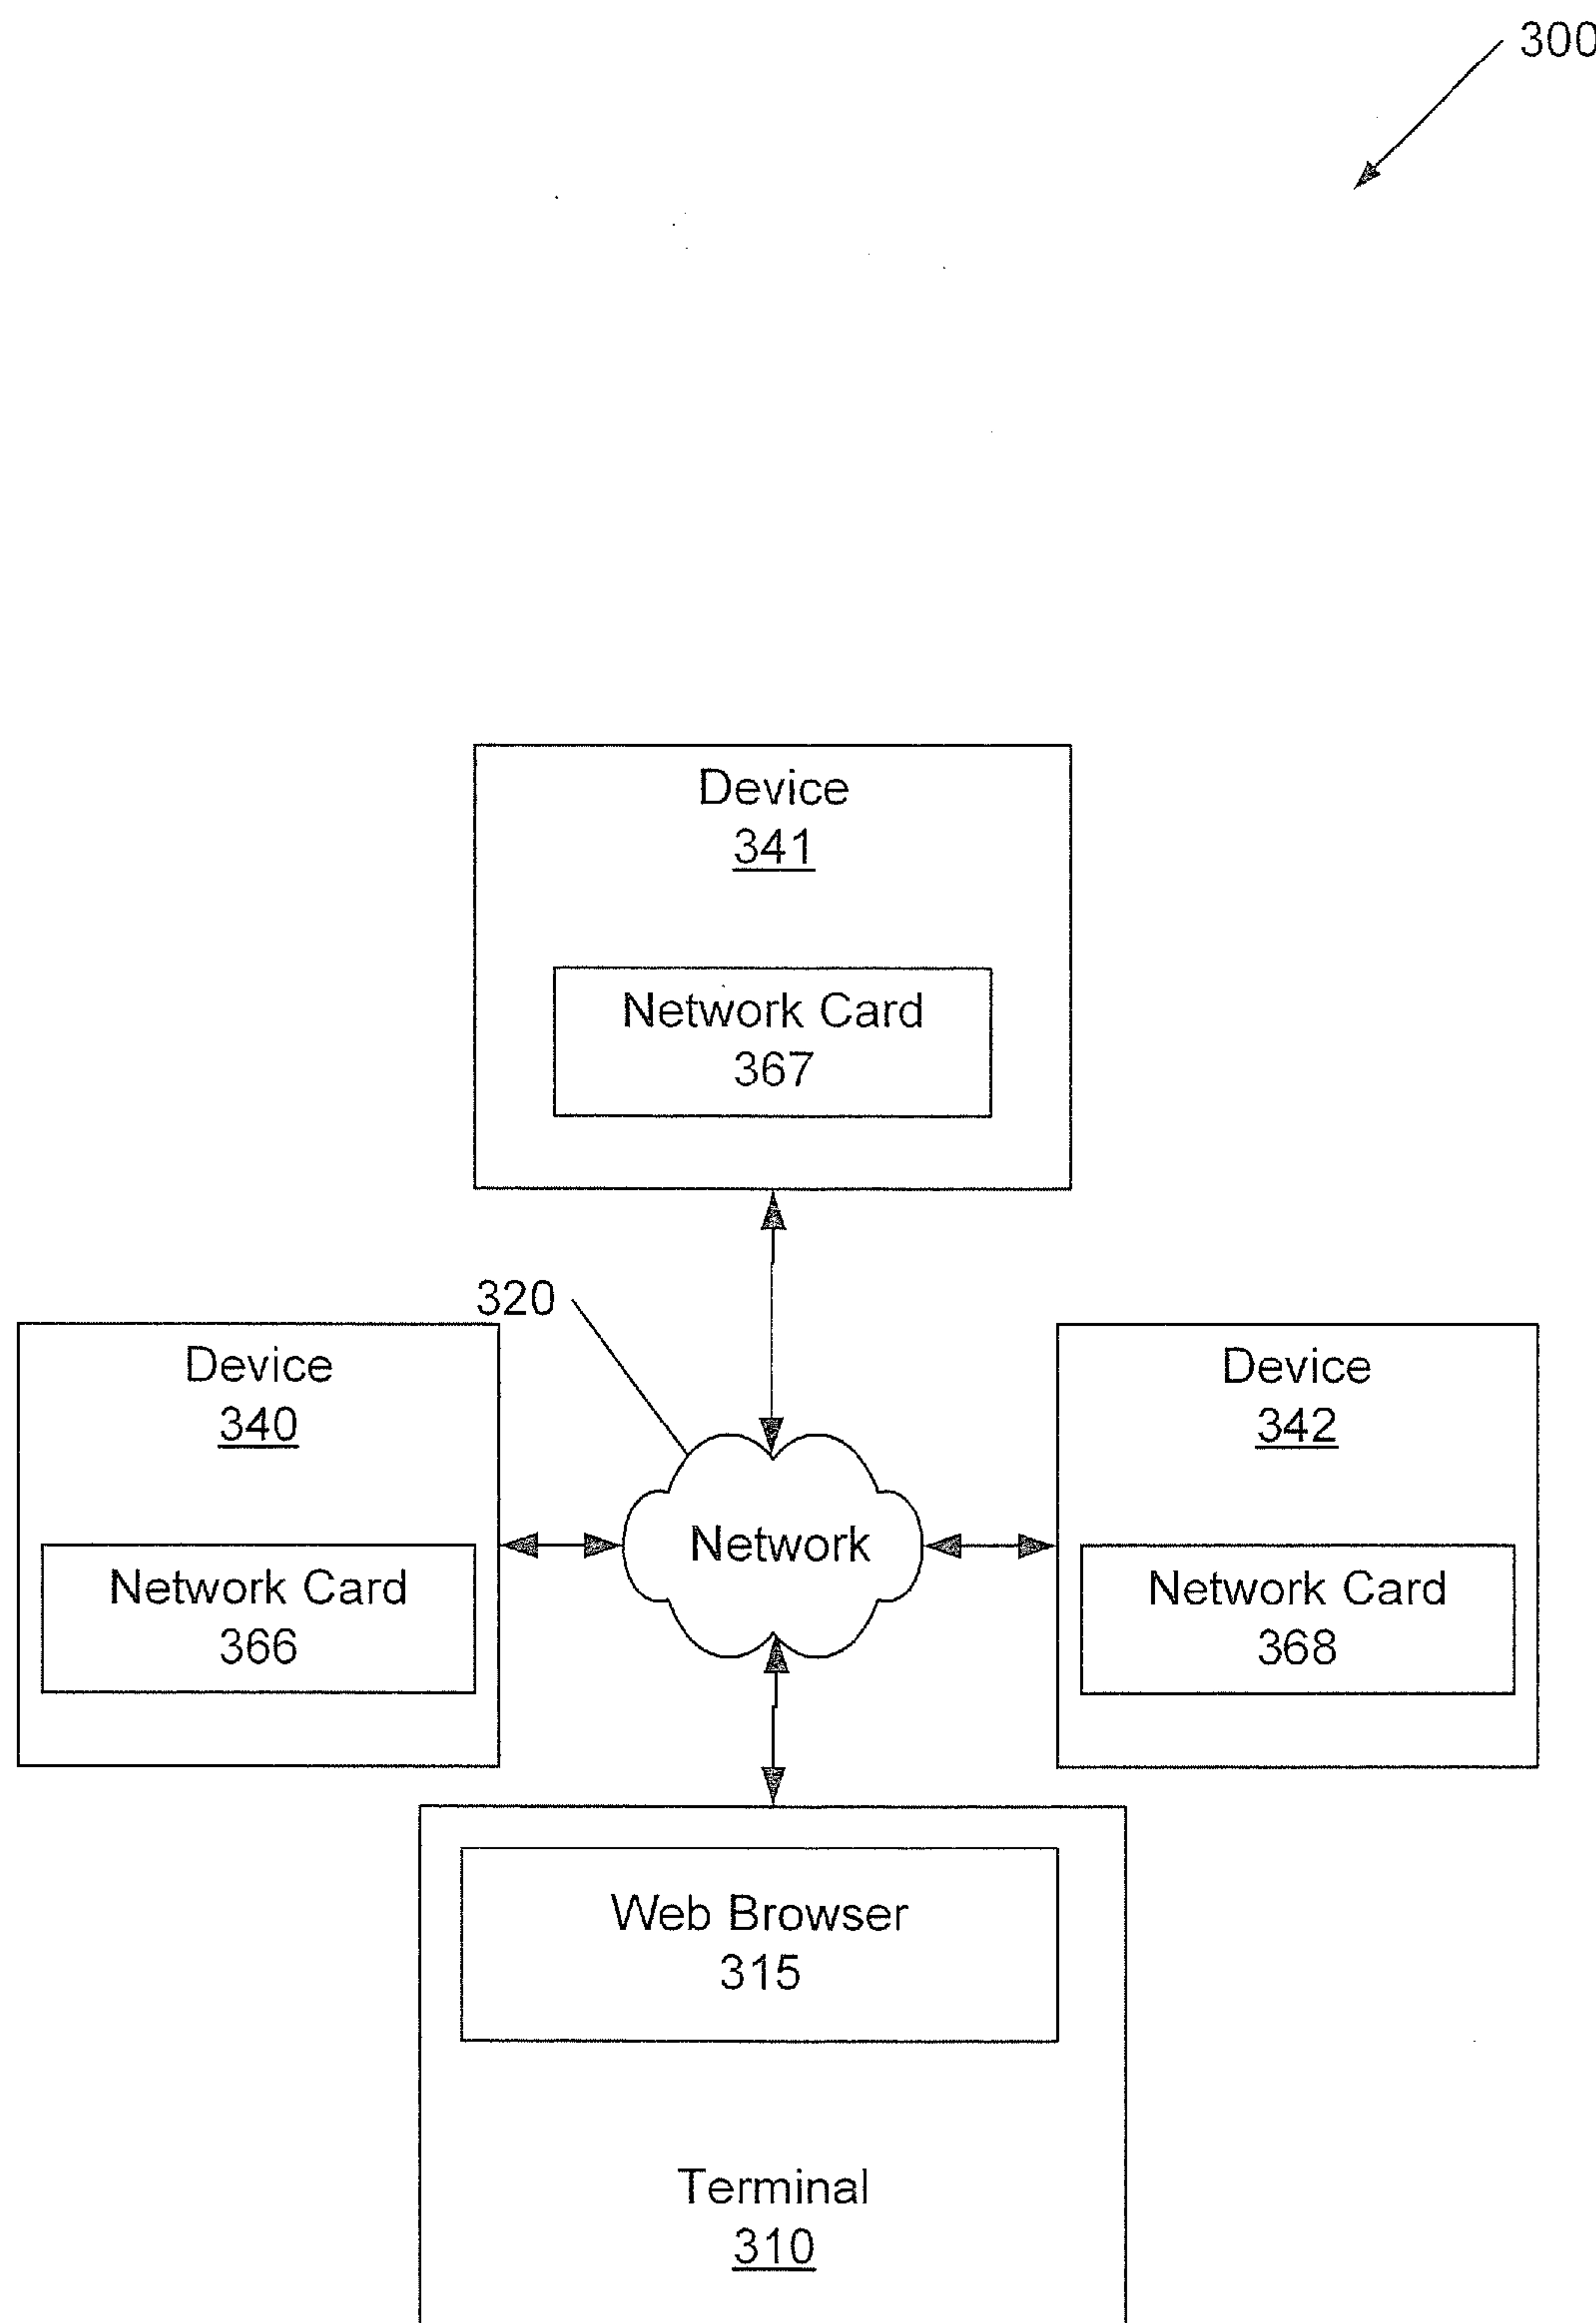 300
Device
341
Network Card
367
320
Device
340
Network Card
366
Network
Device
342
Network Card
368
Web Browser
315
Terminal
310